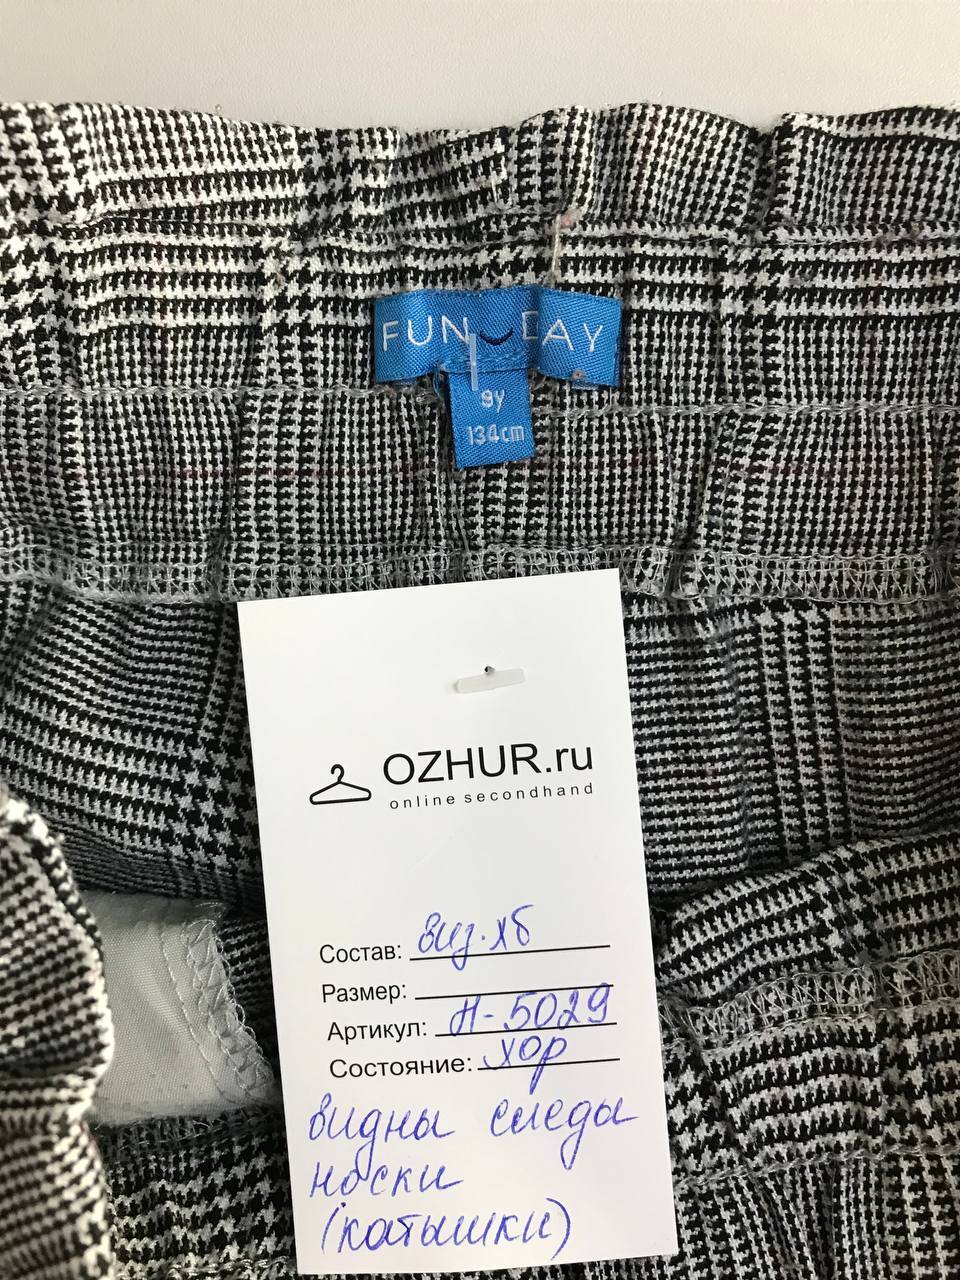 FUN DAY
9y
134cm
OZHUR.ru
online secondhand
Состав: виз. хб
Размер:
Артикул: Н-5029
Состояние: хор
видны следы
носки
(катышки)